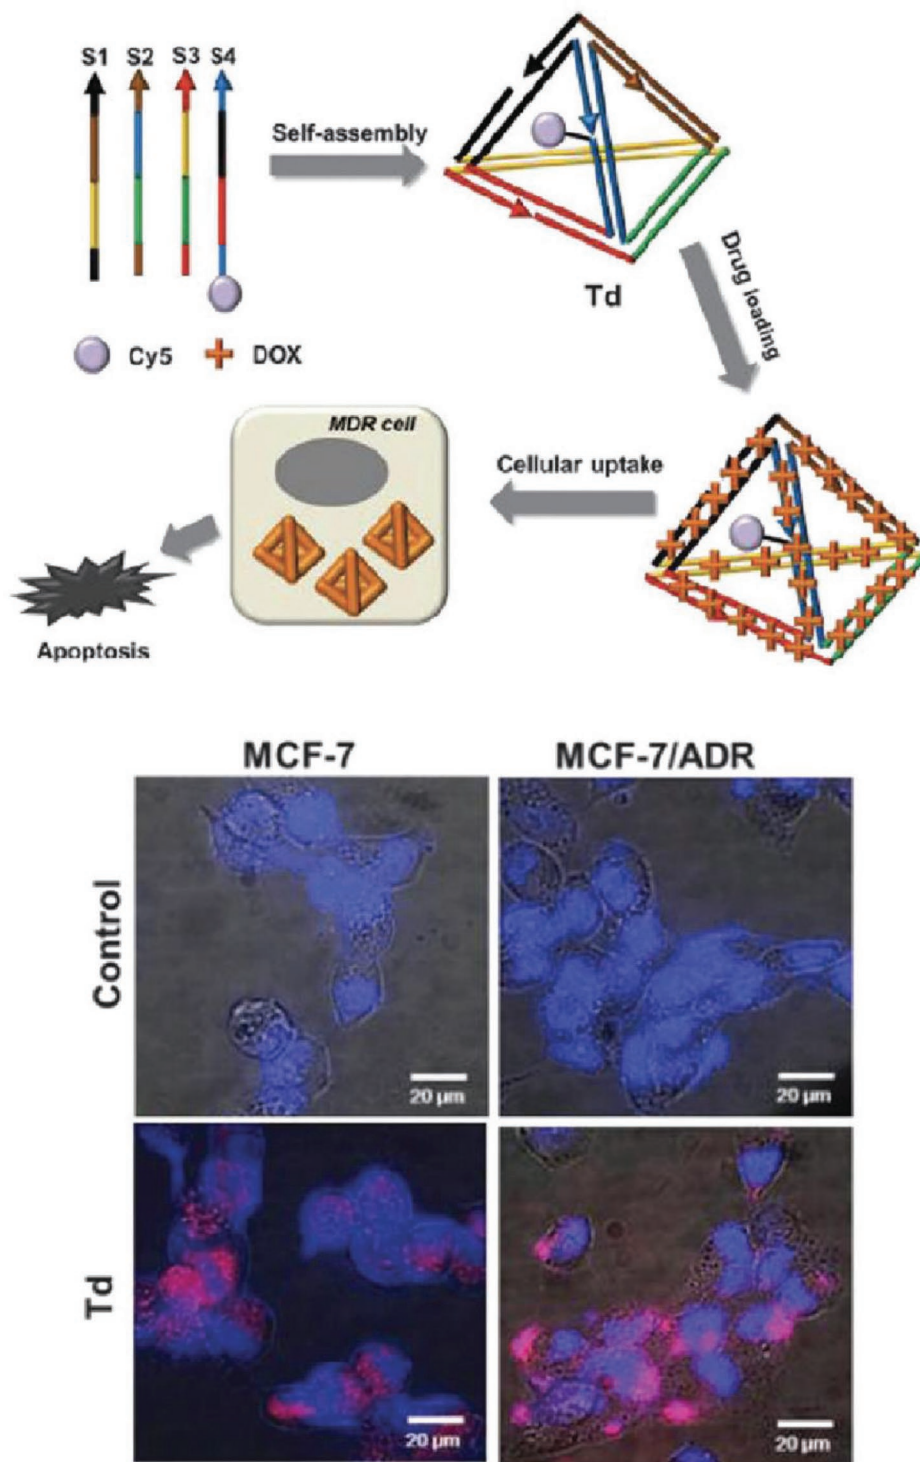 S1 S2 S3 S4
Self-assembly
Td
Drug loading
Cy5 DOX
MDR cell
Cellular uptake
Apoptosis
MCF-7 MCF-7/ADR
Control
20 µm 20 µm
Td
20 µm 20 µm